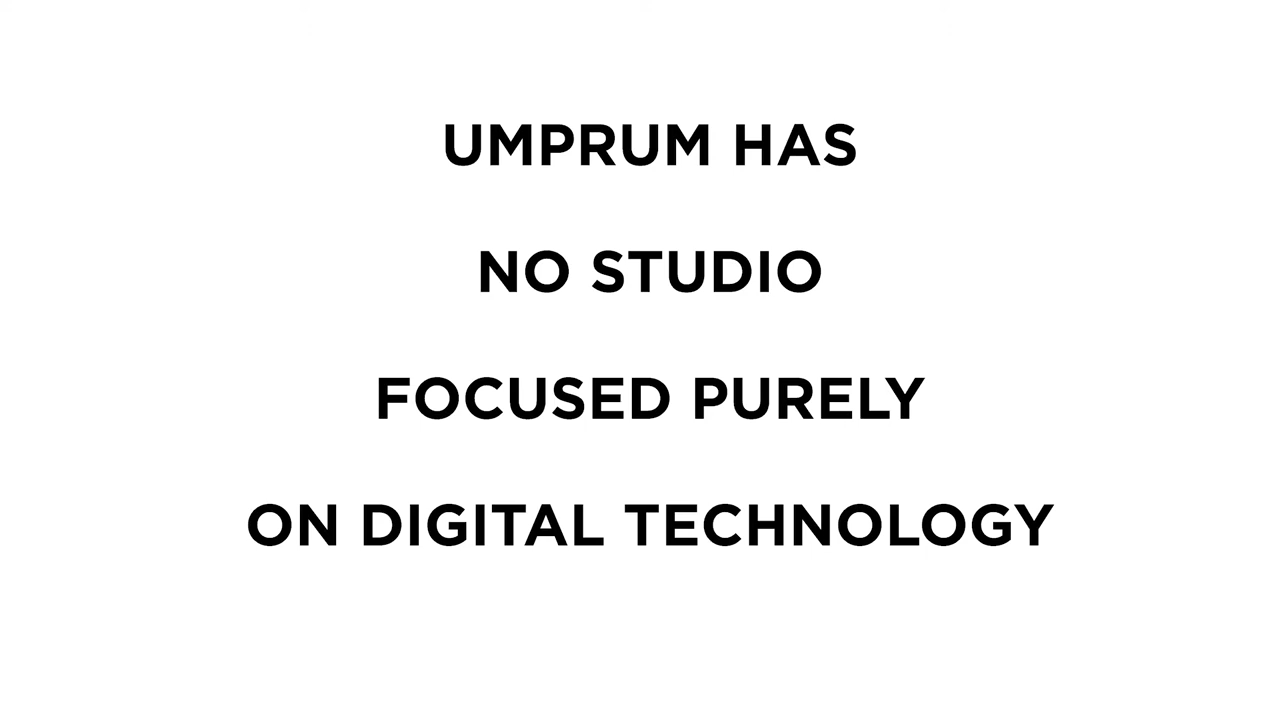 UMPRUM HAS
NO STUDIO
FOCUSED PURELY
ON DIGITAL TECHNOLOGY